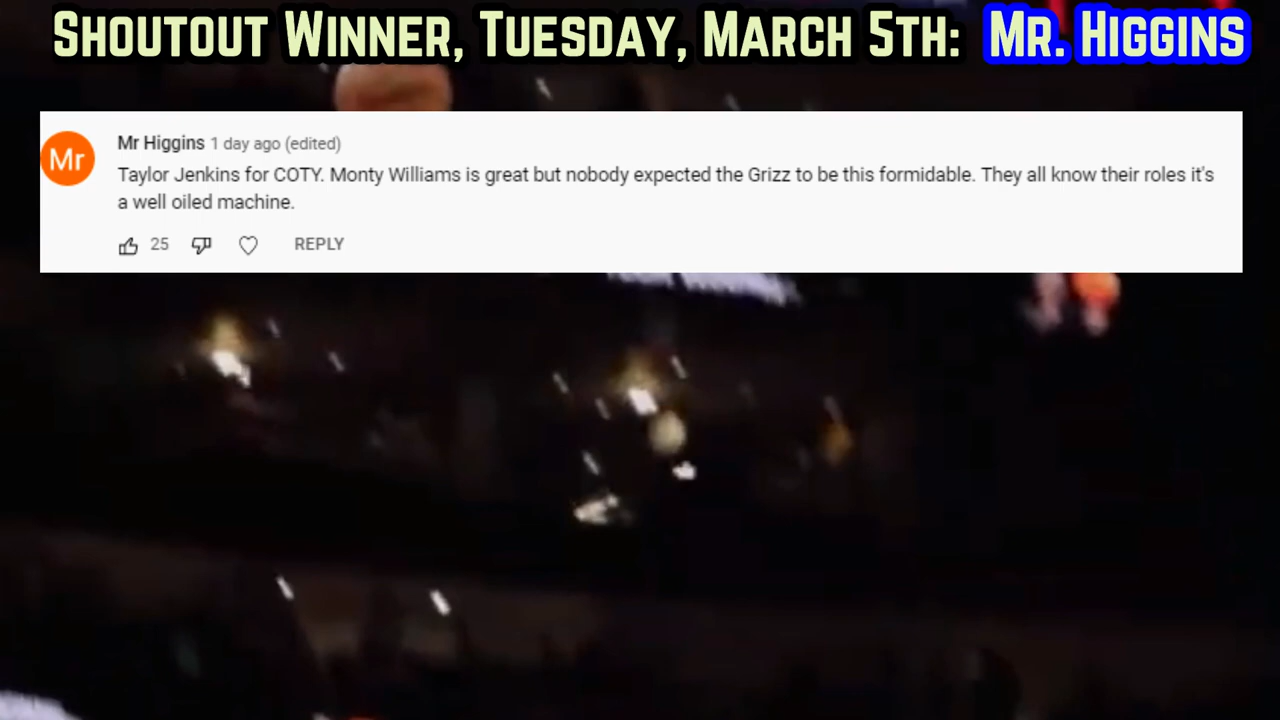 SHOUTOUT WINNER, TUESDAY, MARCH 5TH: MR. HIGGINS
Mr
Mr Higgins 1 day ago (edited)
Taylor Jenkins for COTY. Monty Williams is great but nobody expected the Grizz to be this formidable. They all know their roles it's
a well oiled machine.
25 REPLY